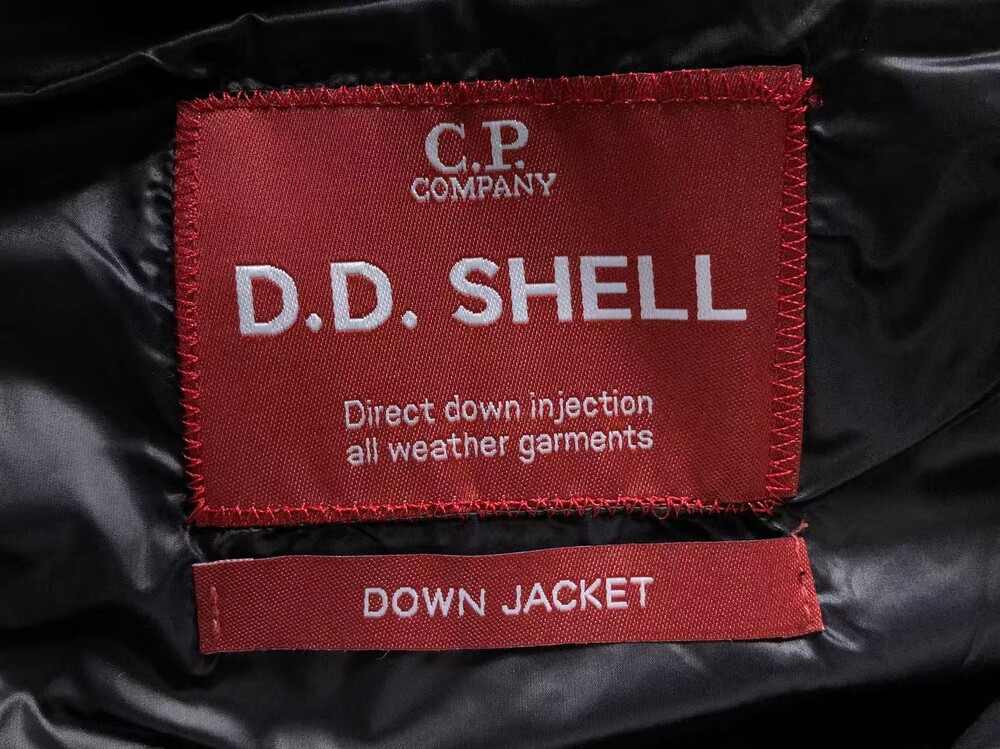 C.P.
COMPANY
D.D. SHELL
Direct down injection
all weather garments
DOWN JACKET